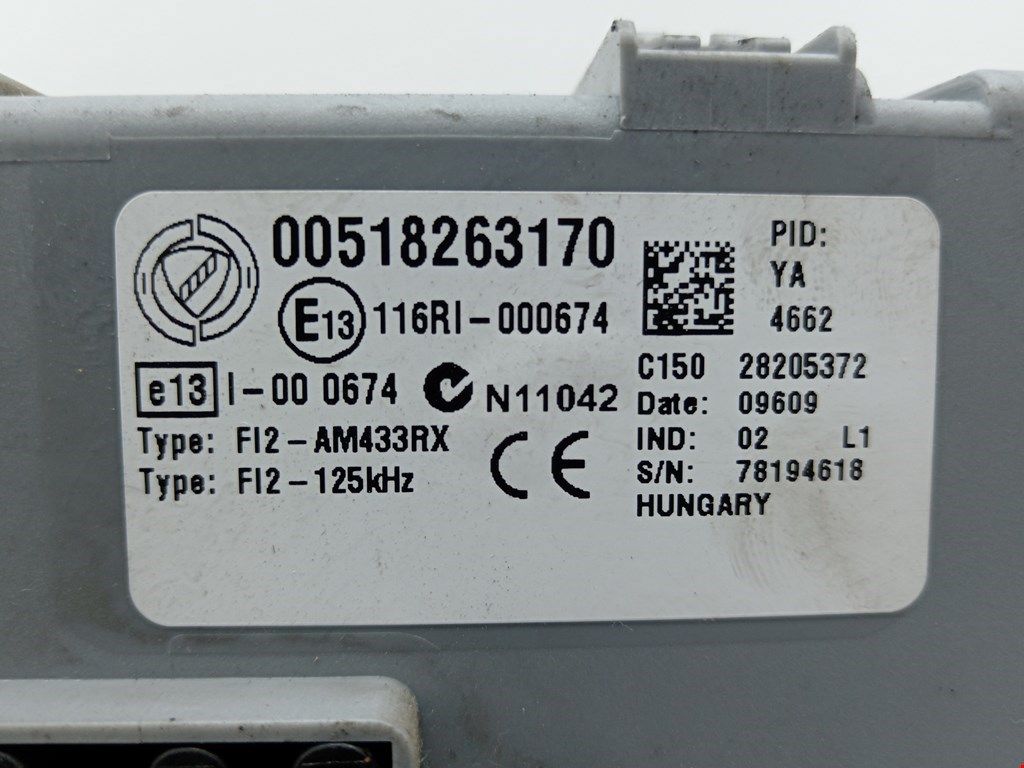 00518263170
E13 116RI-000674
e13 I-00 0674 N11042
Type: FI2-AM433RX
Type: FI2-125kHz
CE
PID:
YA
4662
C150 28205372
Date: 09609
IND: 02 L1
S/N: 78194618
HUNGARY